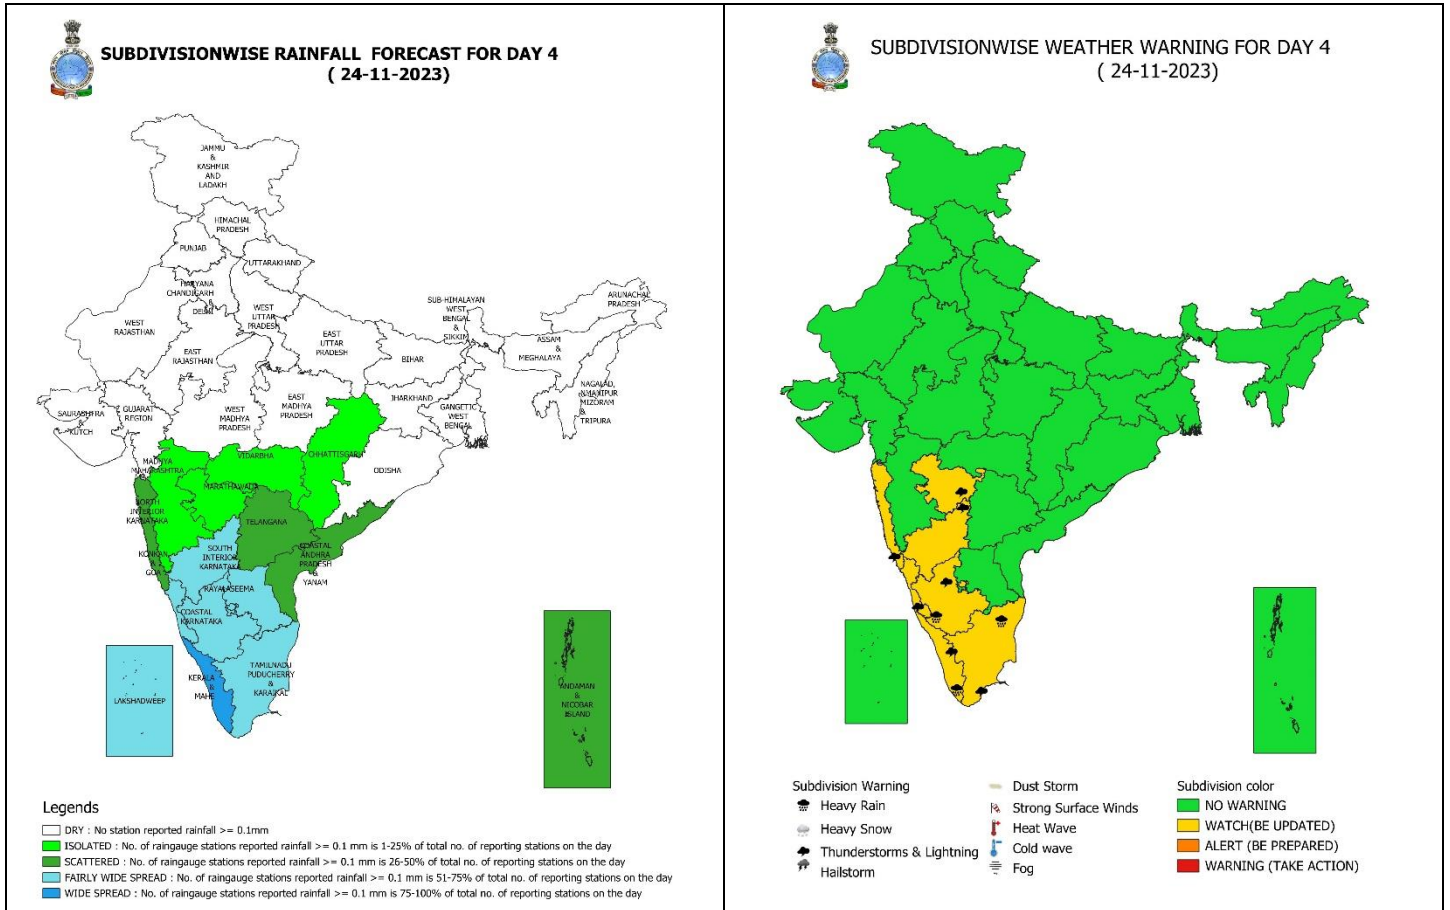 SUBDIVISIONWISE RAINFALL FORECAST FOR DAY 4
( 24-11-2023)
JAMMU
&
KASHMIR
AND
LADAKH
HIMACHAL
PRADESH
PUNJAB
UTTARAKHAND
HARYANA
CHANDIGARH
&
DELHI
WEST
RAJASTHAN
WEST
UTTAR
PRADESH
EAST
UTTAR
PRADESH
SUB-HIMALAYAN
WEST
BENGAL
&
SIKKIM
ARUNACHAL
PRADESH
ASSAM
&
MEGHALAYA
EAST
RAJASTHAN
BIHAR
NAGALAD,
MANIPUR
MIZORAM
&
TRIPURA
JHARKHAND
GANGETIC
WEST
BENGAL
SAURASHTRA
&
KUTCH
GUJARAT
REGION
WEST
MADHYA
PRADESH
EAST
MADHYA
PRADESH
CHHATTISGARH
VIDARBHA
ODISHA
MADHYA
MAHARASHTRA
MARATHAWADA
NORTH
INTERIOR
KARNATAKA
TELANGANA
KONKAN
&
GOA
SOUTH
INTERIOR
KARNATAKA
COASTAL
ANDHRA
PRADESH
&
YANAM
RAYALASEEMA
COASTAL
KARNATAKA
TAMILNADU
PUDUCHERRY
&
KARAIKAL
KERALA
&
MAHE
LAKSHADWEEP
ANDAMAN
&
NICOBAR
ISLAND
Legends
DRY : No station reported rainfall >= 0.1mm
ISOLATED : No. of raingauge stations reported rainfall >= 0.1 mm is 1-25% of total no. of reporting stations on the day
SCATTERED : No. of raingauge stations reported rainfall >= 0.1 mm is 26-50% of total no. of reporting stations on the day
FAIRLY WIDE SPREAD : No. of raingauge stations reported rainfall >= 0.1 mm is 51-75% of total no. of reporting stations on the day
WIDE SPREAD : No. of raingauge stations reported rainfall >= 0.1 mm is 75-100% of total no. of reporting stations on the day
SUBDIVISIONWISE WEATHER WARNING FOR DAY 4
( 24-11-2023)
Subdivision Warning
Heavy Rain
Heavy Snow
Thunderstorms & Lightning
Hailstorm
Dust Storm
Strong Surface Winds
Heat Wave
Cold wave
Fog
Subdivision color
NO WARNING
WATCH(BE UPDATED)
ALERT (BE PREPARED)
WARNING (TAKE ACTION)